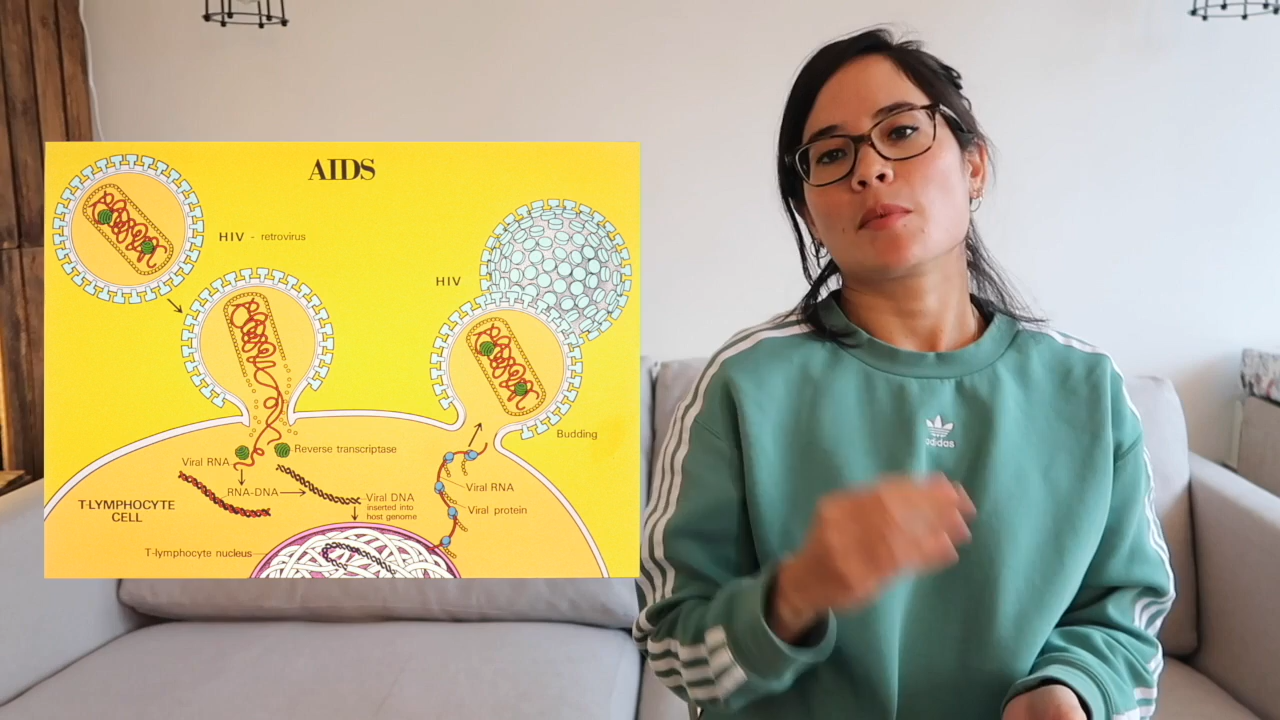 AIDS
HIV - retrovirus
HIV
Budding
Reverse transcriptase
Viral RNA
RNA-DNA
Viral DNA
inserted into
host genome
Viral RNA
Viral protein
T-LYMPHOCYTE
CELL
T-lymphocyte nucleus
adidas